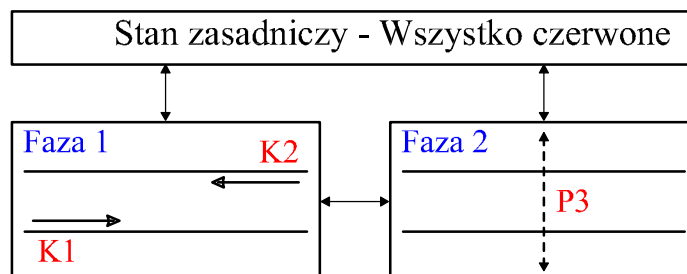 Stan zasadniczy - Wszystko czerwone
Faza 1
K2
K1
Faza 2
P3